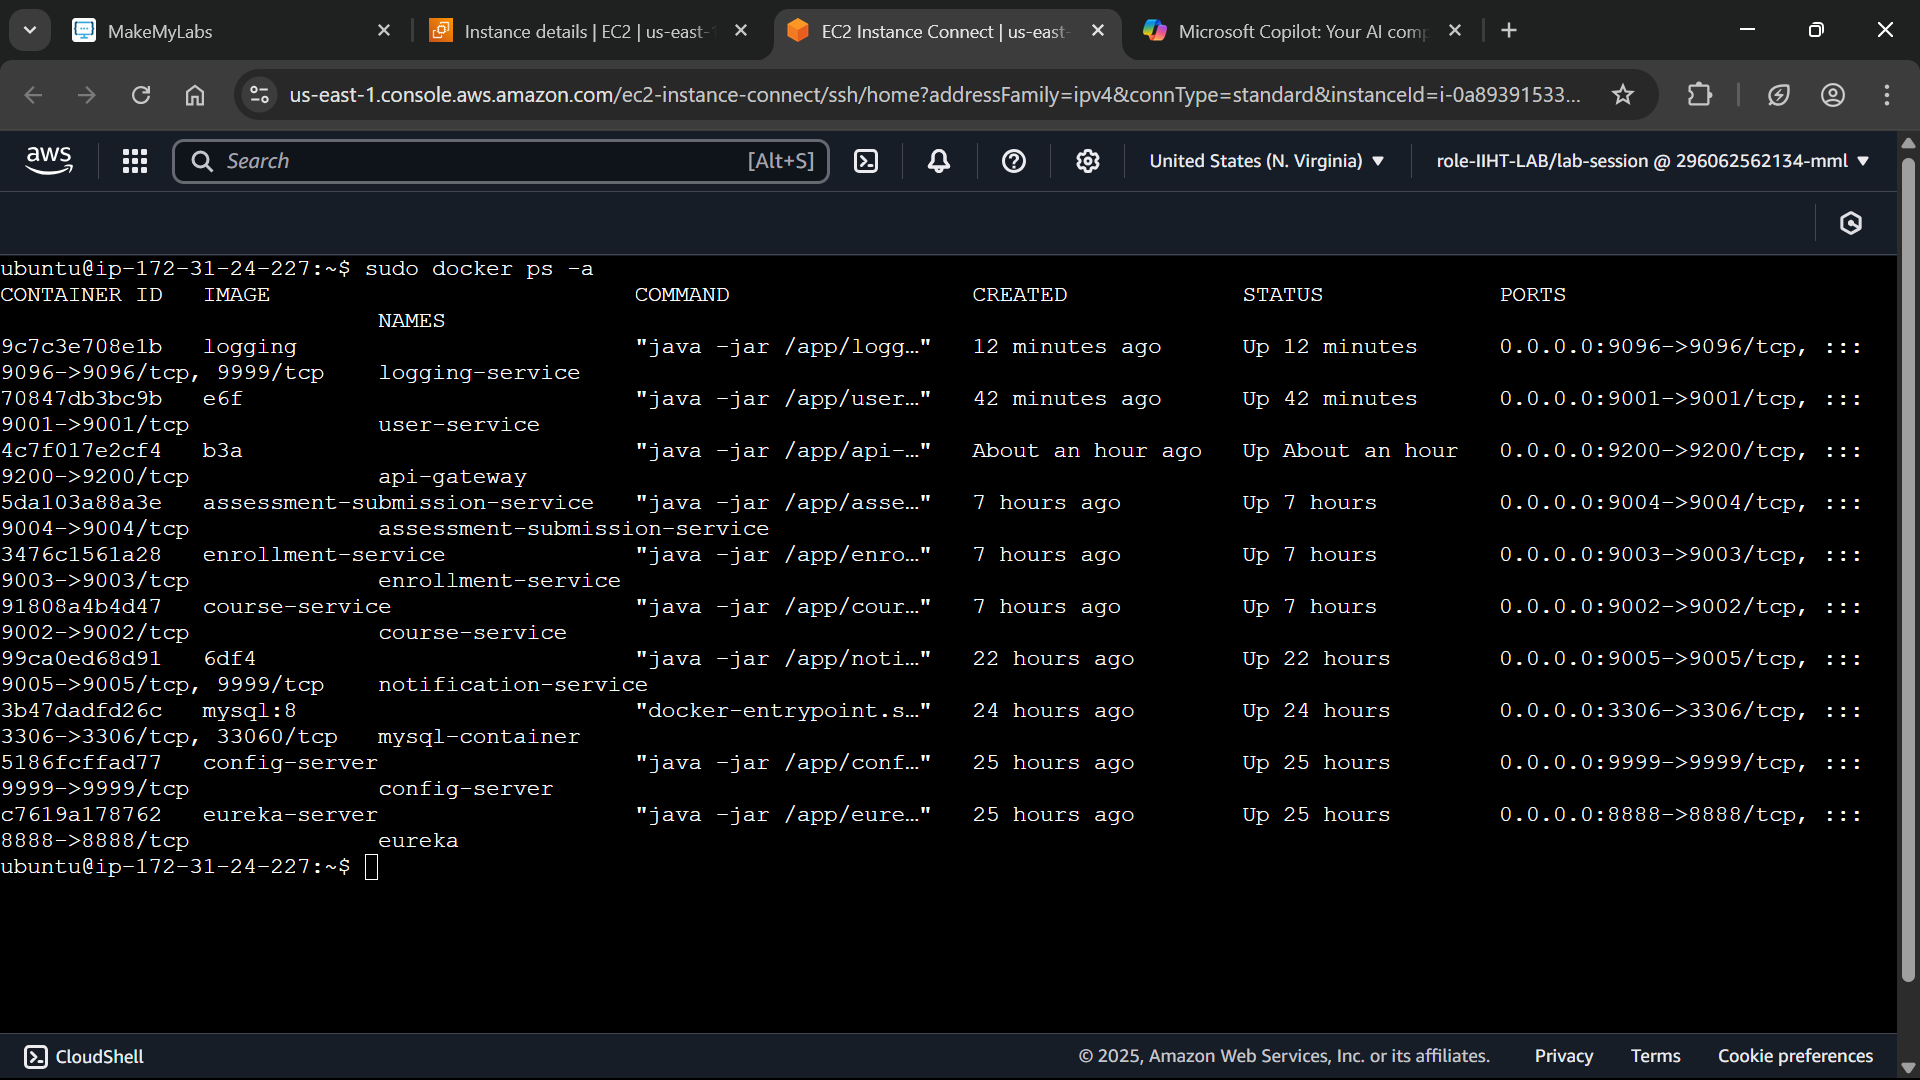 MakeMyLabs
Instance details | EC2 | us-east-
EC2 Instance Connect | us-east-
Microsoft Copilot: Your AI comp
us-east-1.console.aws.amazon.com/ec2-instance-connect/ssh/home?addressFamily=ipv4&connType=standard&instanceId=i-0a89391533...
aws
Search
[Alt+S]
United States (N. Virginia)
role-IIHT-LAB/lab-session @ 296062562134-mml
ubuntu@ip-172-31-24-227:~$ sudo docker ps -a
CONTAINER ID   IMAGE                           COMMAND                  CREATED             STATUS             PORTS
NAMES
9c7c3e708e1b   logging                         "java -jar /app/logg…"   12 minutes ago      Up 12 minutes      0.0.0.0:9096->9096/tcp, :::
9096->9096/tcp, 9999/tcp    logging-service
70847db3bc9b   e6f                             "java -jar /app/user…"   42 minutes ago      Up 42 minutes      0.0.0.0:9001->9001/tcp, :::
9001->9001/tcp              user-service
4c7f017e2cf4   b3a                             "java -jar /app/api-…"   About an hour ago   Up About an hour   0.0.0.0:9200->9200/tcp, :::
9200->9200/tcp              api-gateway
5da103a88a3e   assessment-submission-service   "java -jar /app/asse…"   7 hours ago         Up 7 hours         0.0.0.0:9004->9004/tcp, :::
9004->9004/tcp              assessment-submission-service
3476c1561a28   enrollment-service              "java -jar /app/enro…"   7 hours ago         Up 7 hours         0.0.0.0:9003->9003/tcp, :::
9003->9003/tcp              enrollment-service
91808a4b4d47   course-service                  "java -jar /app/cour…"   7 hours ago         Up 7 hours         0.0.0.0:9002->9002/tcp, :::
9002->9002/tcp              course-service
99ca0ed68d91   6df4                            "java -jar /app/noti…"   22 hours ago        Up 22 hours        0.0.0.0:9005->9005/tcp, :::
9005->9005/tcp, 9999/tcp    notification-service
3b47dadfd26c   mysql:8                         "docker-entrypoint.s…"   24 hours ago        Up 24 hours        0.0.0.0:3306->3306/tcp, :::
3306->3306/tcp, 33060/tcp   mysql-container
5186fcffad77   config-server                   "java -jar /app/conf…"   25 hours ago        Up 25 hours        0.0.0.0:9999->9999/tcp, :::
9999->9999/tcp              config-server
c7619a178762   eureka-server                   "java -jar /app/eure…"   25 hours ago        Up 25 hours        0.0.0.0:8888->8888/tcp, :::
8888->8888/tcp              eureka
ubuntu@ip-172-31-24-227:~$
CloudShell
© 2025, Amazon Web Services, Inc. or its affiliates.
Privacy
Terms
Cookie preferences